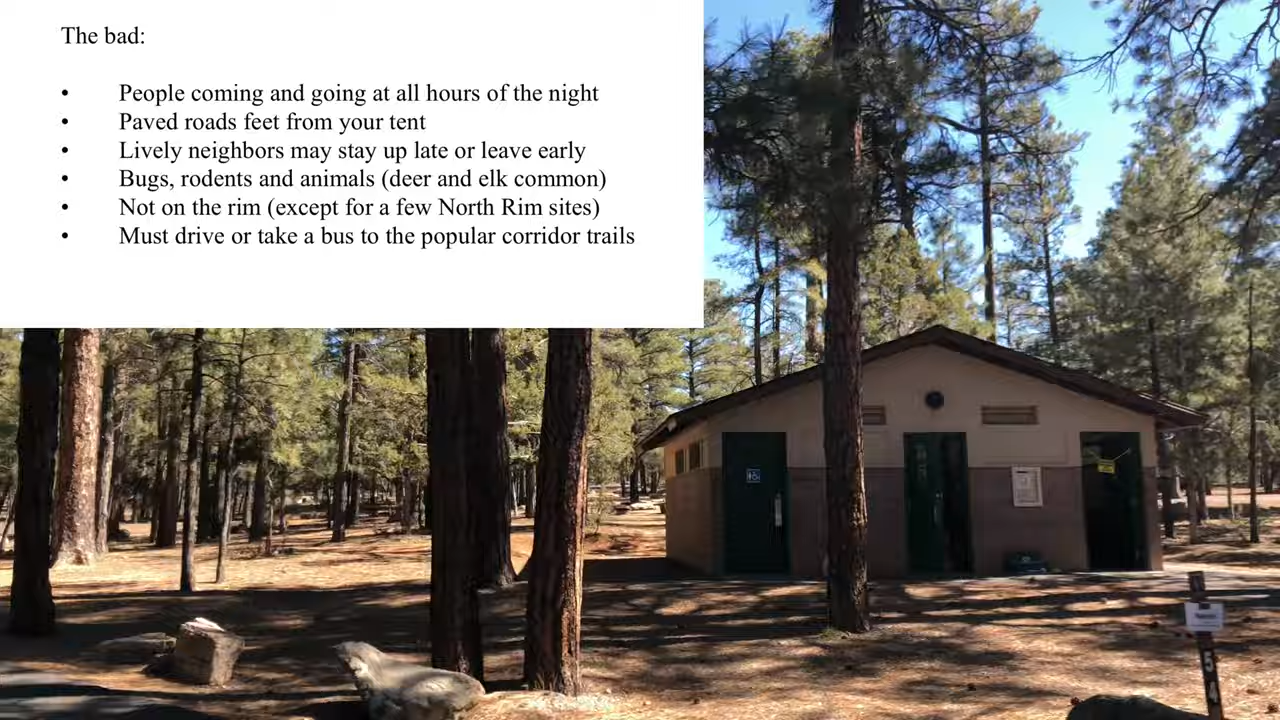 The bad:
• People coming and going at all hours of the night
• Paved roads feet from your tent
• Lively neighbors may stay up late or leave early
• Bugs, rodents and animals (deer and elk common)
• Not on the rim (except for a few North Rim sites)
• Must drive or take a bus to the popular corridor trails
54